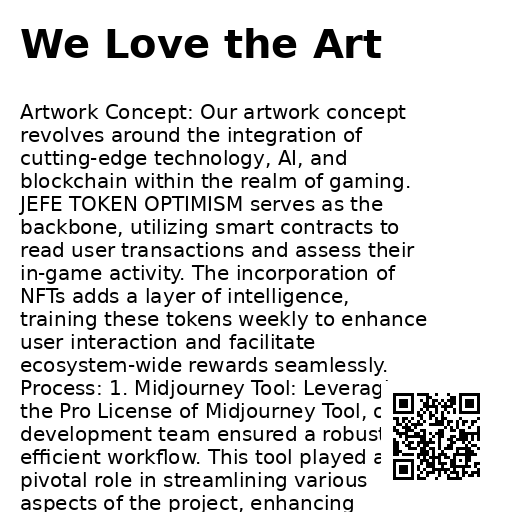 We Love the Art
Artwork Concept: Our artwork concept
revolves around the integration of
cutting-edge technology, AI, and
blockchain within the realm of gaming.
JEFE TOKEN OPTIMISM serves as the
backbone, utilizing smart contracts to
read user transactions and assess their
in-game activity. The incorporation of
NFTs adds a layer of intelligence,
training these tokens weekly to enhance
user interaction and facilitate
ecosystem-wide rewards seamlessly.
Process: 1. Midjourney Tool:
the Pro License of Midjourney Tool,
development team ensured a robust
efficient workflow. This tool played a
pivotal role in streamlining various
aspects of the project, enhancing